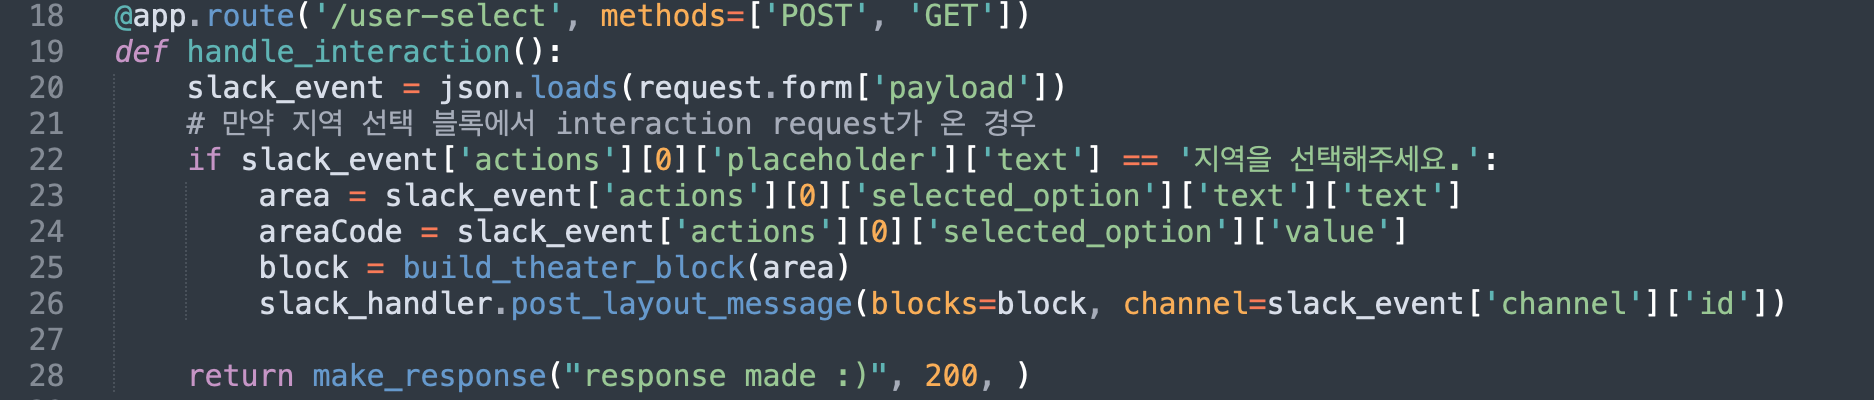 18 @app.route('/user-select', methods=['POST', 'GET'])
19 def handle_interaction():
20 slack_event = json.loads(request.form['payload'])
21 # 만약 지역 선택 블록에서 interaction request가 온 경우
22 if slack_event['actions'][0]['placeholder']['text'] == '지역을 선택해주세요.':
23 area = slack_event['actions'][0]['selected_option']['text']['text']
24 areaCode = slack_event['actions'][0]['selected_option']['value']
25 block = build_theater_block(area)
26 slack_handler.post_layout_message(blocks=block, channel=slack_event['channel']['id'])
27
28 return make_response("response made :)", 200, )